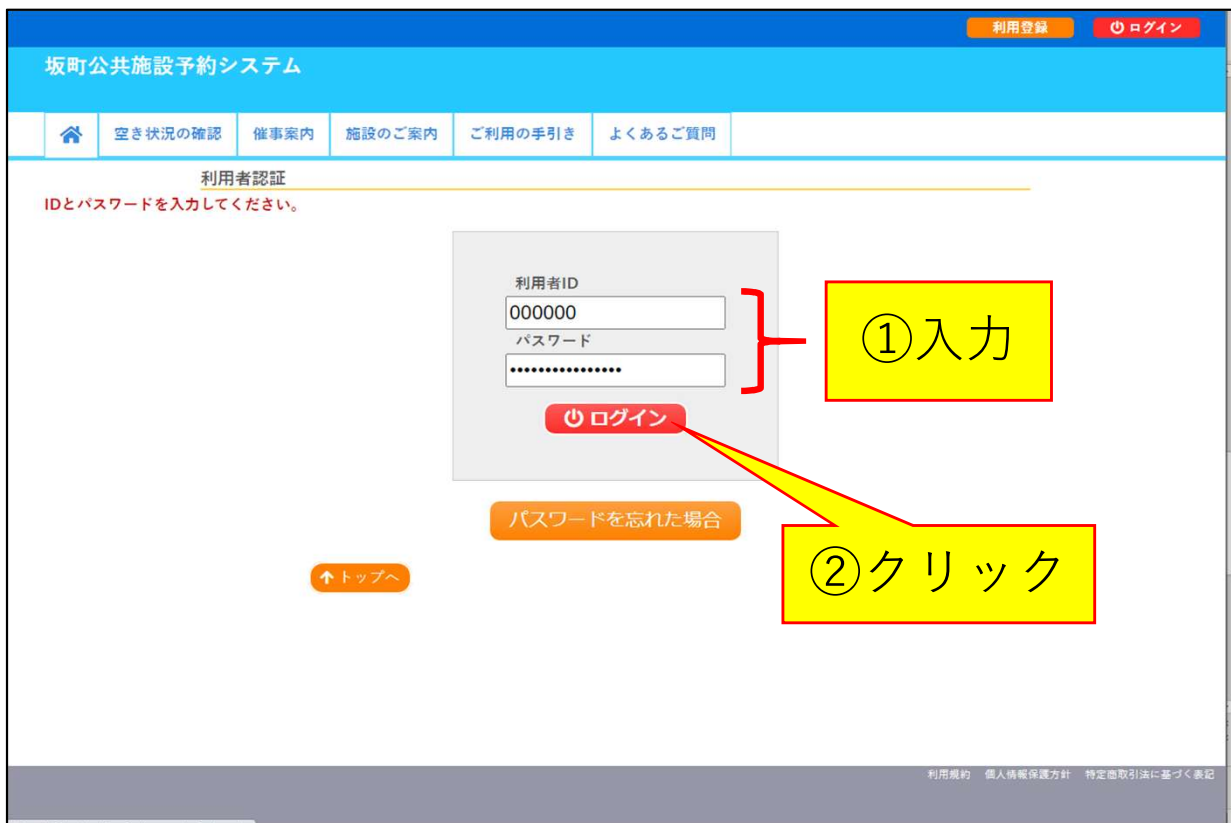 利用登録
ログイン
坂町公共施設予約システム
空き状況の確認
催事案内
施設のご案内
ご利用の手引き
よくあるご質問
利用者認証
IDとパスワードを入力してください。
利用者ID
000000
パスワード
••••••••••••••••
①入力
ログイン
パスワードを忘れた場合
②クリック
トップへ
利用規約 個人情報保護方針 特定商取引法に基づく表記